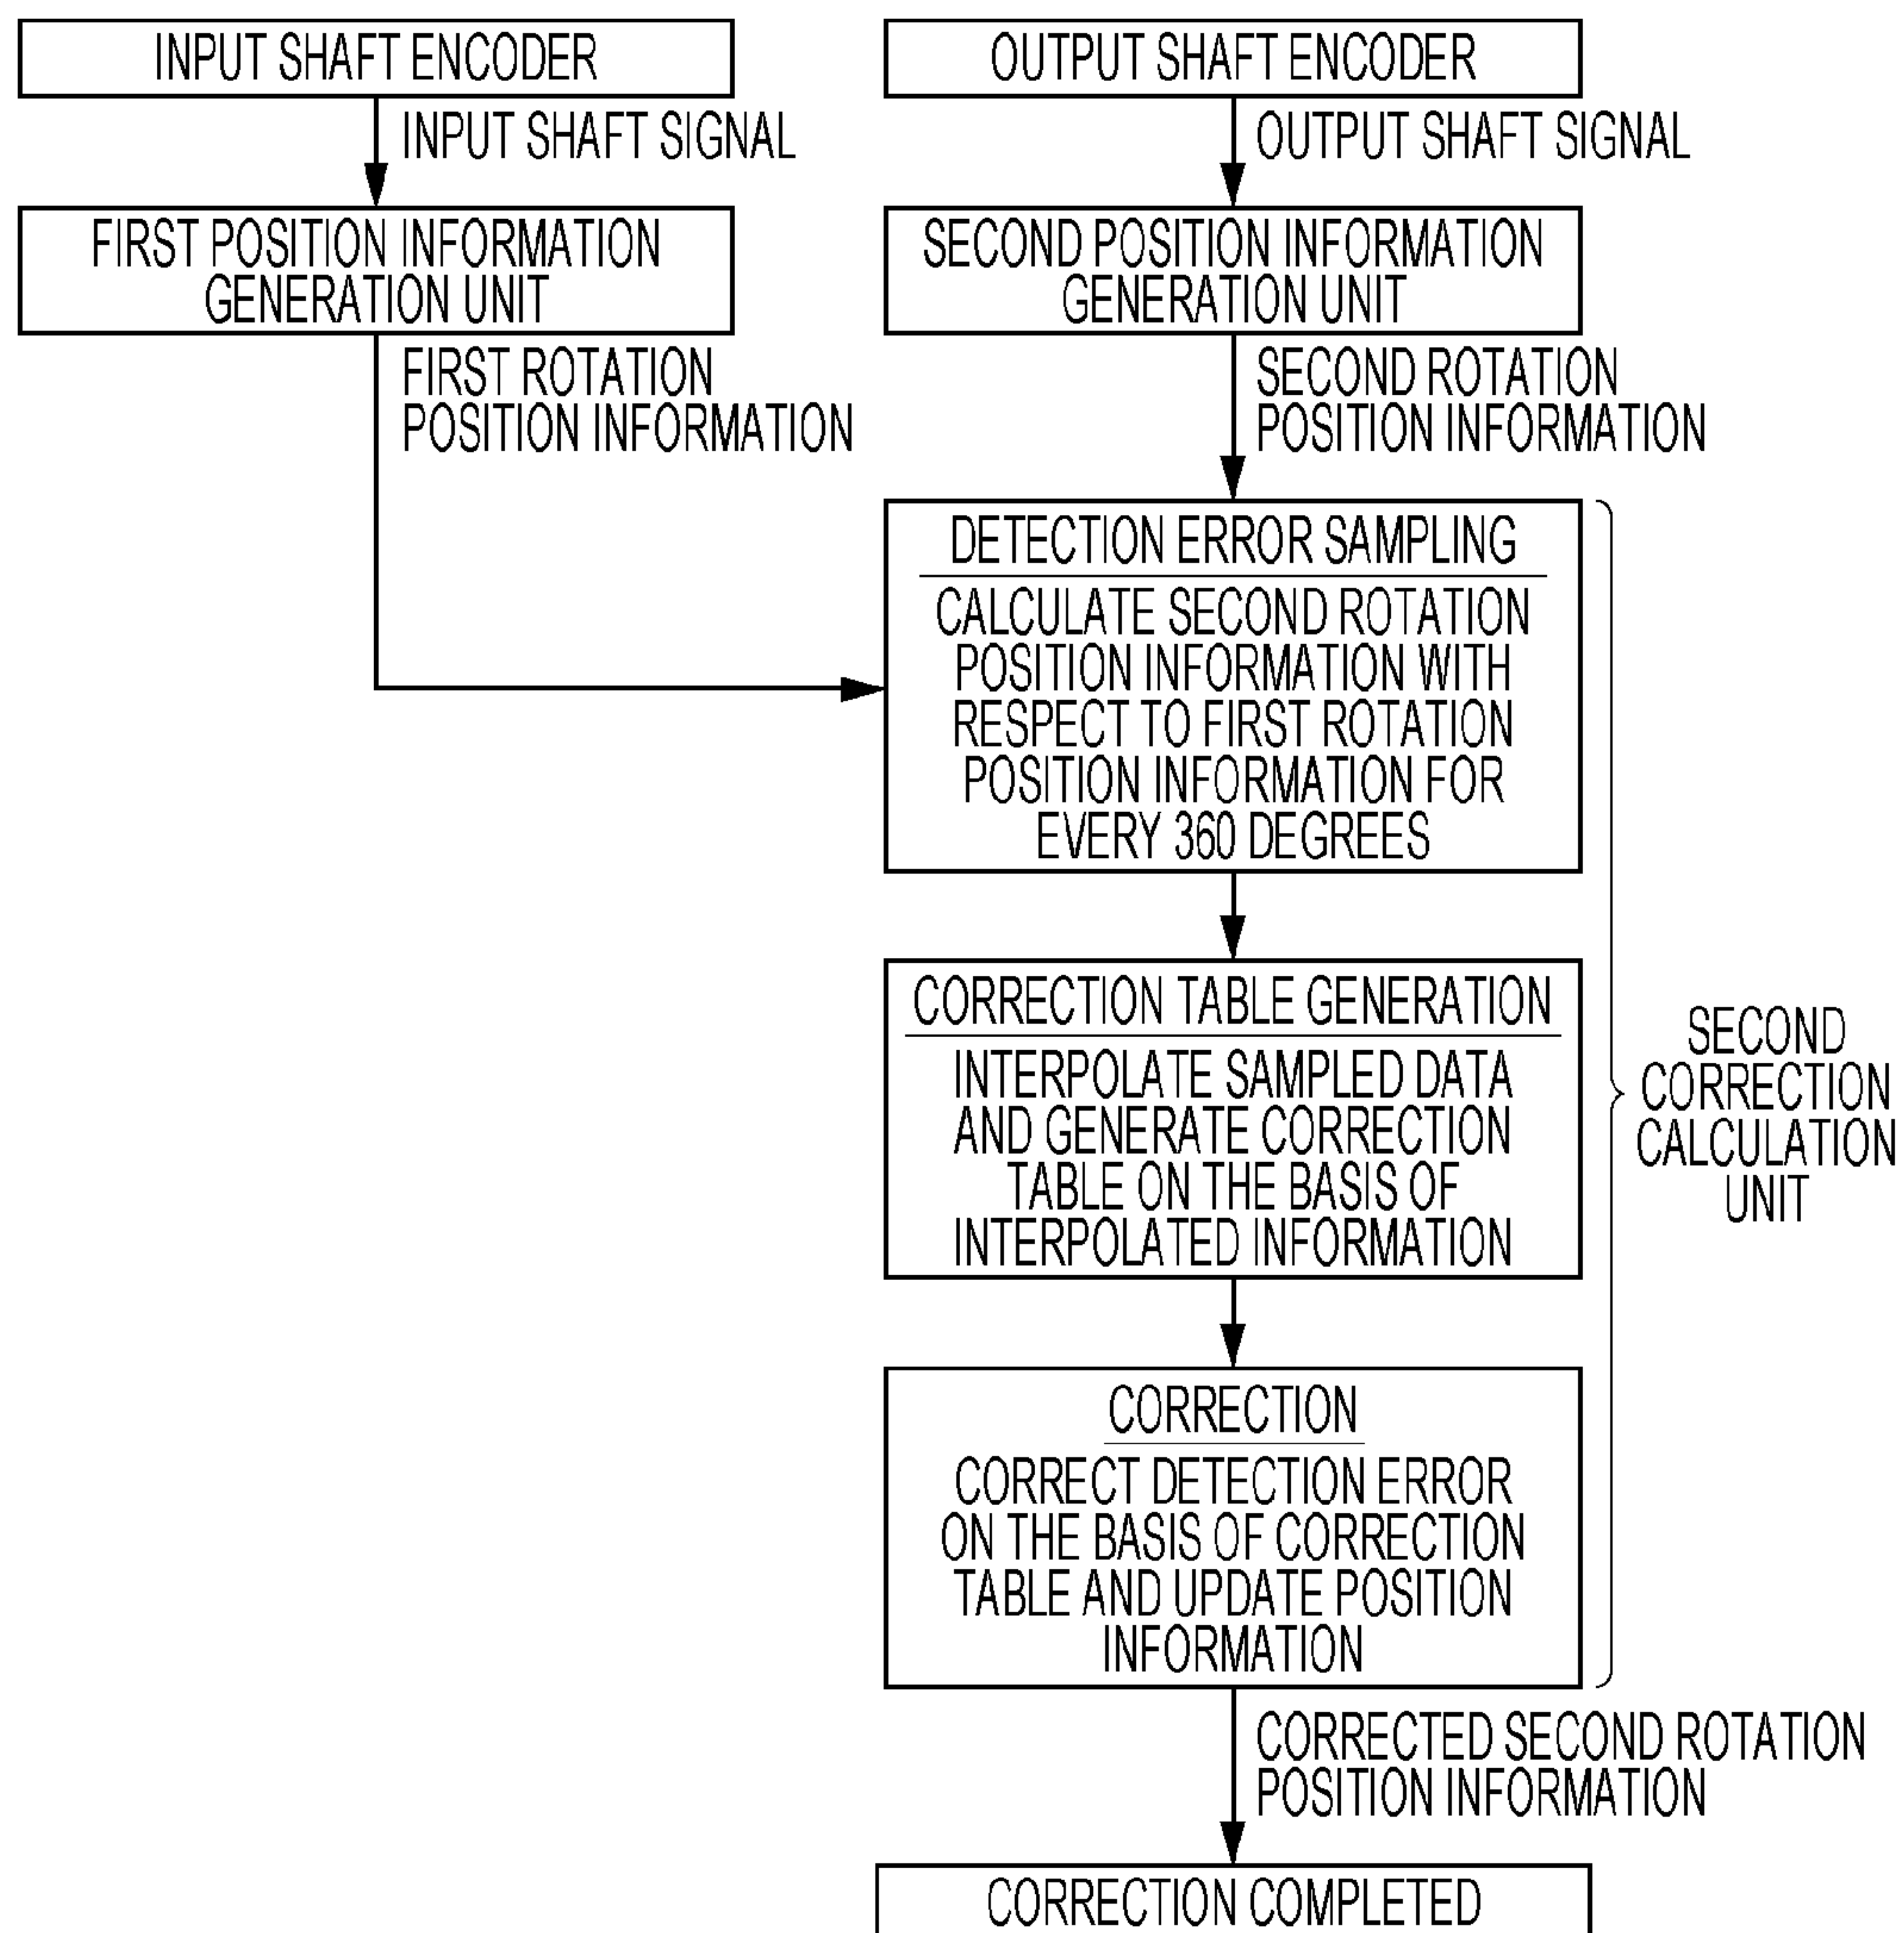 INPUT SHAFT ENCODER
OUTPUT SHAFT ENCODER
INPUT SHAFT SIGNAL
OUTPUT SHAFT SIGNAL
FIRST POSITION INFORMATION
GENERATION UNIT
SECOND POSITION INFORMATION
GENERATION UNIT
FIRST ROTATION
POSITION INFORMATION
SECOND ROTATION
POSITION INFORMATION
DETECTION ERROR SAMPLING
CALCULATE SECOND ROTATION
POSITION INFORMATION WITH
RESPECT TO FIRST ROTATION
POSITION INFORMATION FOR
EVERY 360 DEGREES
CORRECTION TABLE GENERATION
INTERPOLATE SAMPLED DATA
AND GENERATE CORRECTION
TABLE ON THE BASIS OF
INTERPOLATED INFORMATION
SECOND
CORRECTION
CALCULATION
UNIT
CORRECTION
CORRECT DETECTION ERROR
ON THE BASIS OF CORRECTION
TABLE AND UPDATE POSITION
INFORMATION
CORRECTED SECOND ROTATION
POSITION INFORMATION
CORRECTION COMPLETED